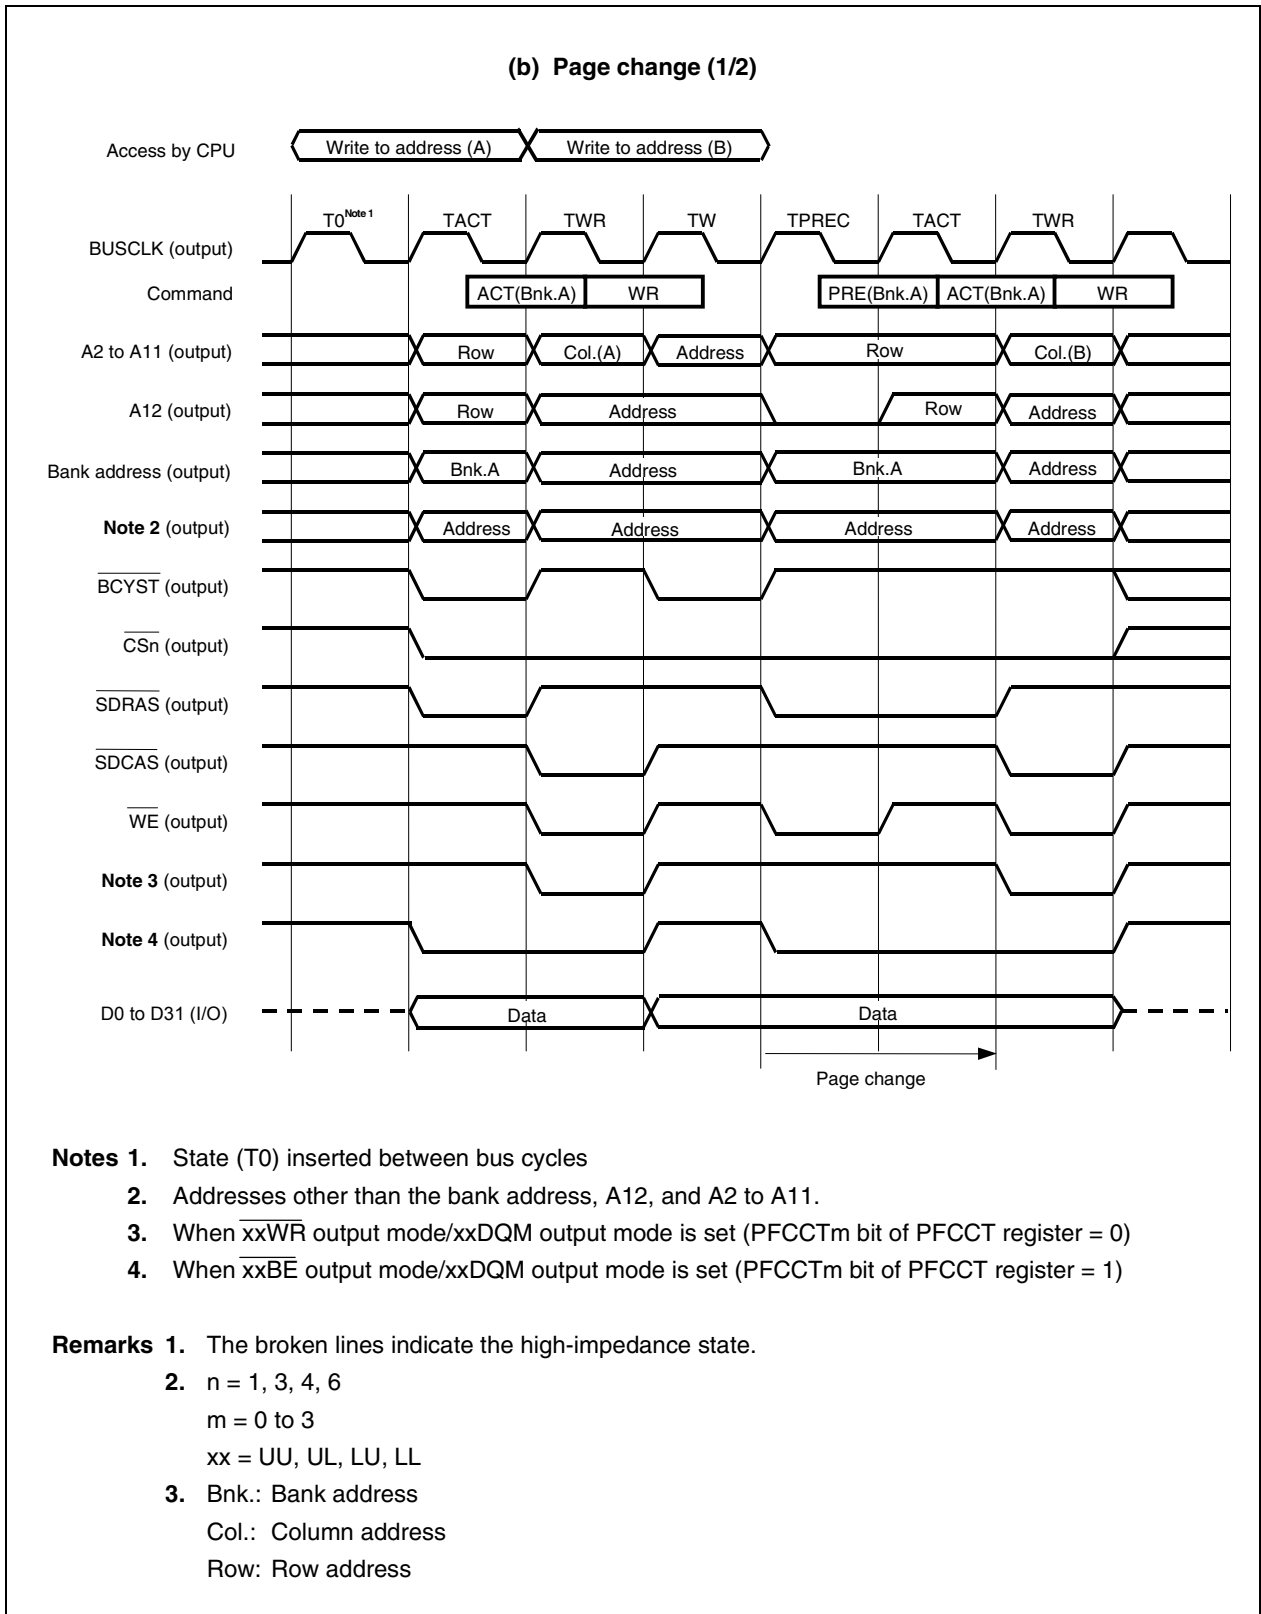 (b) Page change (1/2)
Access by CPU
Write to address (A)
Write to address (B)
T0 Note 1
TACT
TWR
TW
TPREC
TACT
TWR
BUSCLK (output)
Command
ACT(Bnk.A)
WR
PRE(Bnk.A)
ACT(Bnk.A)
WR
A2 to A11 (output)
Row
Col.(A)
Address
Row
Col.(B)
A12 (output)
Row
Address
Row
Address
Bank address (output)
Bnk.A
Address
Bnk.A
Address
Note 2 (output)
Address
Address
Address
Address
BCYST (output)
CSn (output)
SDRAS (output)
SDCAS (output)
WE (output)
Note 3 (output)
Note 4 (output)
D0 to D31 (I/O)
Data
Data
Page change
Notes 1. State (T0) inserted between bus cycles
2. Addresses other than the bank address, A12, and A2 to A11.
3. When xxWR output mode/xxDQM output mode is set (PFCCTm bit of PFCCT register = 0)
4. When xxBE output mode/xxDQM output mode is set (PFCCTm bit of PFCCT register = 1)
Remarks 1. The broken lines indicate the high-impedance state.
2. n = 1, 3, 4, 6
m = 0 to 3
xx = UU, UL, LU, LL
3. Bnk.: Bank address
Col.: Column address
Row: Row address